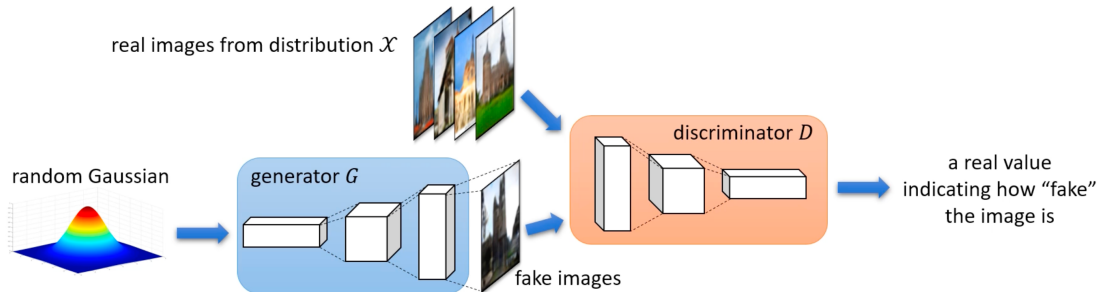 real images from distribution 𝒳
discriminator D
random Gaussian
generator G
a real value
indicating how “fake”
the image is
fake images